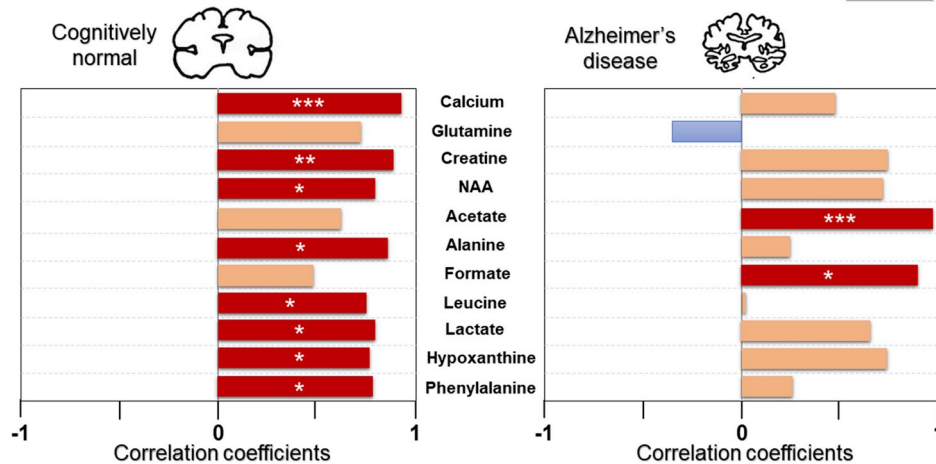 Cognitively
normal
Alzheimer's
disease
*** Calcium
Glutamine
** Creatine
* NAA
Acetate ***
* Alanine
Formate *
* Leucine
* Lactate
* Hypoxanthine
* Phenylalanine
-1 0 1 -1 0 1
Correlation coefficients Correlation coefficients